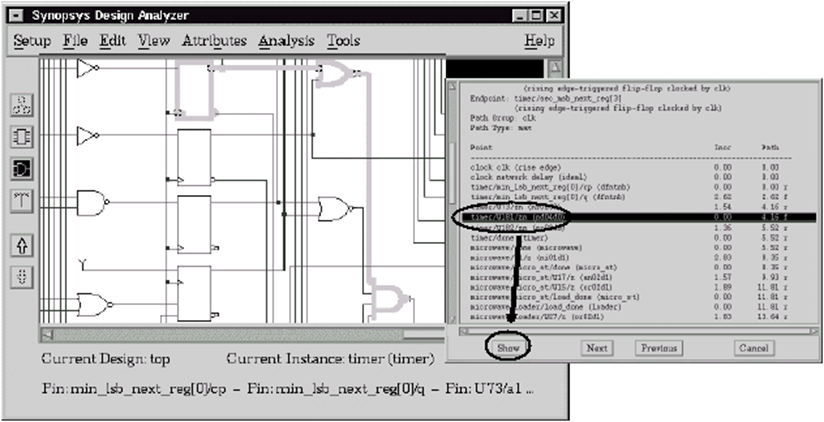 Synopsys Design Analyzer
Setup File Edit View Attributes Analysis Tools Help
(rising edge-triggered flip-flop clocked by clk)
Endpoint: timer/sec_msb_next_reg[3]
(rising edge-triggered flip-flop clocked by clk)
Path Group: clk
Path Type: max
Point Incr Path
clock clk (rise edge) 0.00 0.00
clock network delay (ideal) 0.00 0.00
timer/min_lsb_next_reg[0]/cp (dfntnb) 0.00 0.00 r
timer/min_lsb_next_reg[0]/q (dfntnb) 2.62 2.62 f
timer/U73/zn 1.54 4.16 r
timer/U181/zn (nd04d0) 0.00 4.16 f
timer/U182/zn 1.36 5.52 r
timer/done (timer) 0.00 5.52 r
microwave/done (microwave) 0.00 5.52 r
2.83 8.35 r
microwave/micro_st/done (micro_st) 0.00 8.35 r
microwave/micro_st/U17/z (an02d1) 1.57 9.93 r
microwave/micro_st/U15/z (or02d1) 1.89 11.81 r
microwave/micro_st/load_done (micro_st) 0.00 11.81 r
microwave/loader/load_done (loader) 0.00 11.81 r
microwave/loader/U27/z (or02d1) 1.83 13.64 r
Show Next Previous Cancel
Current Design: top Current Instance: timer (timer)
Pin: min_lsb_next_reg[0]/cp – Pin: min_lsb_next_reg[0]/q – Pin: U73/a1 ...